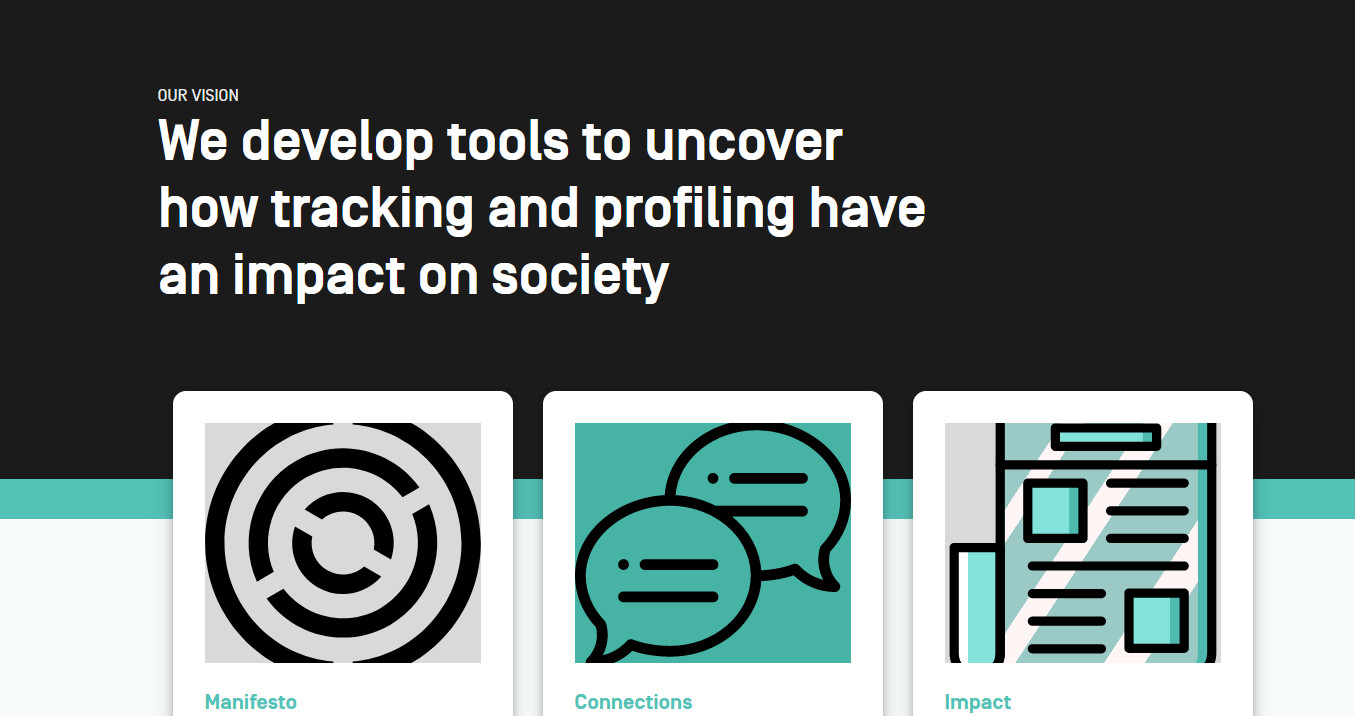 OUR VISION
We develop tools to uncover
how tracking and profiling have
an impact on society
Manifesto
Connections
Impact